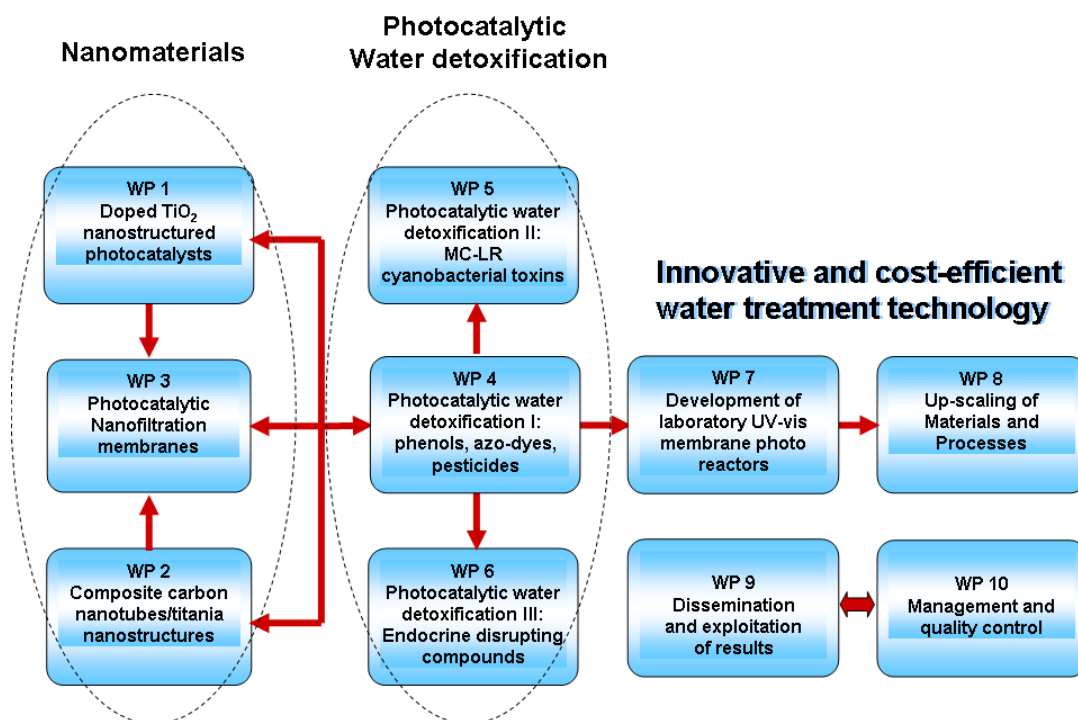 Nanomaterials
Photocatalytic
Water detoxification
WP 1
Doped TiO₂
nanostructured
photocatalysts
WP 3
Photocatalytic
Nanofiltration
membranes
WP 2
Composite carbon
nanotubes/titania
nanostructures
WP 5
Photocatalytic water
detoxification II:
MC-LR
cyanobacterial toxins
WP 4
Photocatalytic water
detoxification I:
phenols, azo-dyes,
pesticides
WP 6
Photocatalytic water
detoxification III:
Endocrine disrupting
compounds
Innovative and cost-efficient
water treatment technology
WP 7
Development of
laboratory UV-vis
membrane photo
reactors
WP 8
Up-scaling of
Materials and
Processes
WP 9
Dissemination
and exploitation
of results
WP 10
Management and
quality control